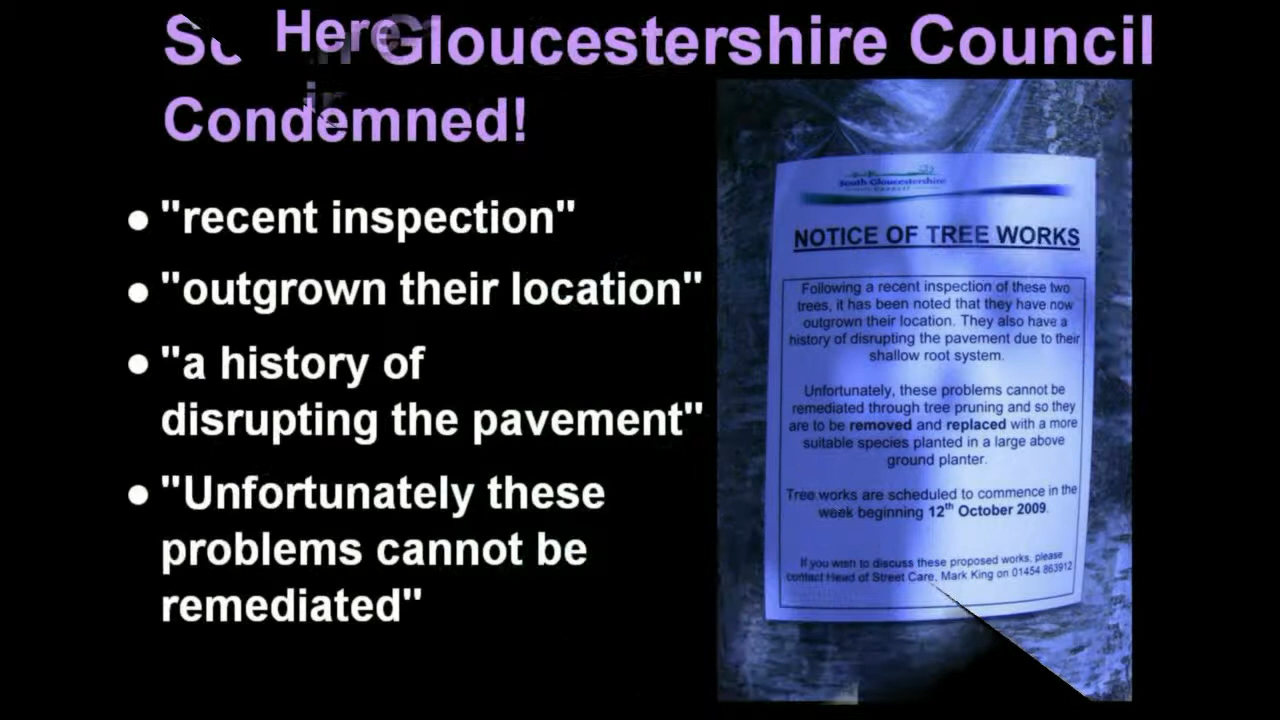 So Here Gloucestershire Council
in
Condemned!
• "recent inspection"
• "outgrown their location"
• "a history of
disrupting the pavement"
• "Unfortunately these
problems cannot be
remediated"
South Gloucestershire
NOTICE OF TREE WORKS
Following a recent inspection of these two
trees, it has been noted that they have now
outgrown their location. They also have a
history of disrupting the pavement due to their
shallow root system.
Unfortunately, these problems cannot be
remediated through tree pruning and so they
are to be removed and replaced with a more
suitable species planted in a large above
ground planter.
Tree works are scheduled to commence in the
week beginning 12th October 2009.
If you wish to discuss these proposed works, please
contact Head of Street Care, Mark King on 01454 863912